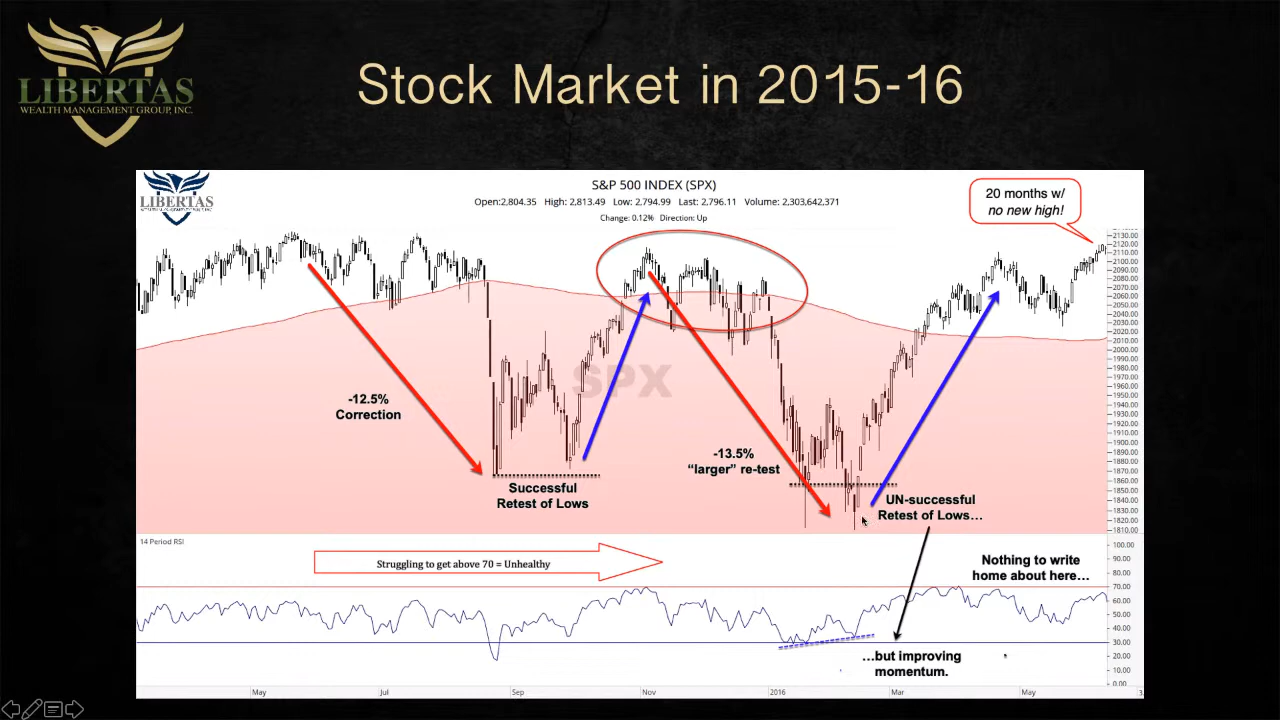 LIBERTAS
WEALTH MANAGEMENT GROUP, INC.
Stock Market in 2015-16
LIBERTAS
WEALTH MANAGEMENT GROUP, INC.
S&P 500 INDEX (SPX)
Open:2,804.35 High: 2,813.49 Low: 2,794.99 Last: 2,796.11 Volume: 2,303,642,371
Change: 0.12% Direction: Up
20 months w/
no new high!
SPX
-12.5%
Correction
Successful
Retest of Lows
-13.5%
“larger” re-test
UN-successful
Retest of Lows…
2130.00
2120.00
2110.00
2100.00
2090.00
2080.00
2070.00
2060.00
2050.00
2040.00
2030.00
2020.00
2010.00
2000.00
1990.00
1980.00
1970.00
1960.00
1950.00
1940.00
1930.00
1920.00
1910.00
1900.00
1890.00
1880.00
1870.00
1860.00
1850.00
1840.00
1830.00
1820.00
1810.00
14 Period RSI
Struggling to get above 70 = Unhealthy
Nothing to write
home about here…
…but improving
momentum.
100.00
90.00
80.00
70.00
60.00
50.00
40.00
30.00
20.00
10.00
0.00
May Jul Sep Nov 2016 Mar May 3